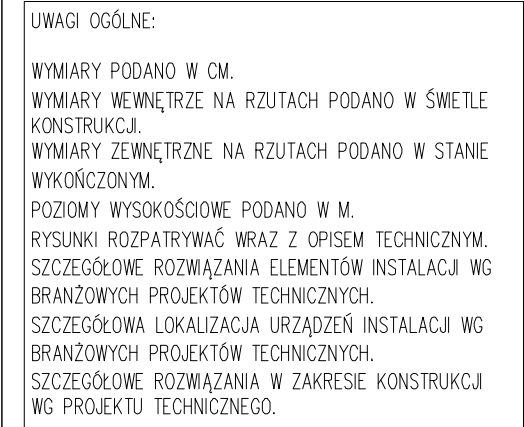 UWAGI OGÓLNE:
WYMIARY PODANO W CM.
WYMIARY WEWNĘTRZE NA RZUTACH PODANO W ŚWIETLE
KONSTRUKCJI.
WYMIARY ZEWNĘTRZNE NA RZUTACH PODANO W STANIE
WYKOŃCZONYM.
POZIOMY WYSOKOŚCIOWE PODANO W M.
RYSUNKI ROZPATRYWAĆ WRAZ Z OPISEM TECHNICZNYM.
SZCZEGÓŁOWE ROZWIĄZANIA ELEMENTÓW INSTALACJI WG
BRANŻOWYCH PROJEKTÓW TECHNICZNYCH.
SZCZEGÓŁOWA LOKALIZACJA URZĄDZEŃ INSTALACJI WG
BRANŻOWYCH PROJEKTÓW TECHNICZNYCH.
SZCZEGÓŁOWE ROZWIĄZANIA W ZAKRESIE KONSTRUKCJI
WG PROJEKTU TECHNICZNEGO.